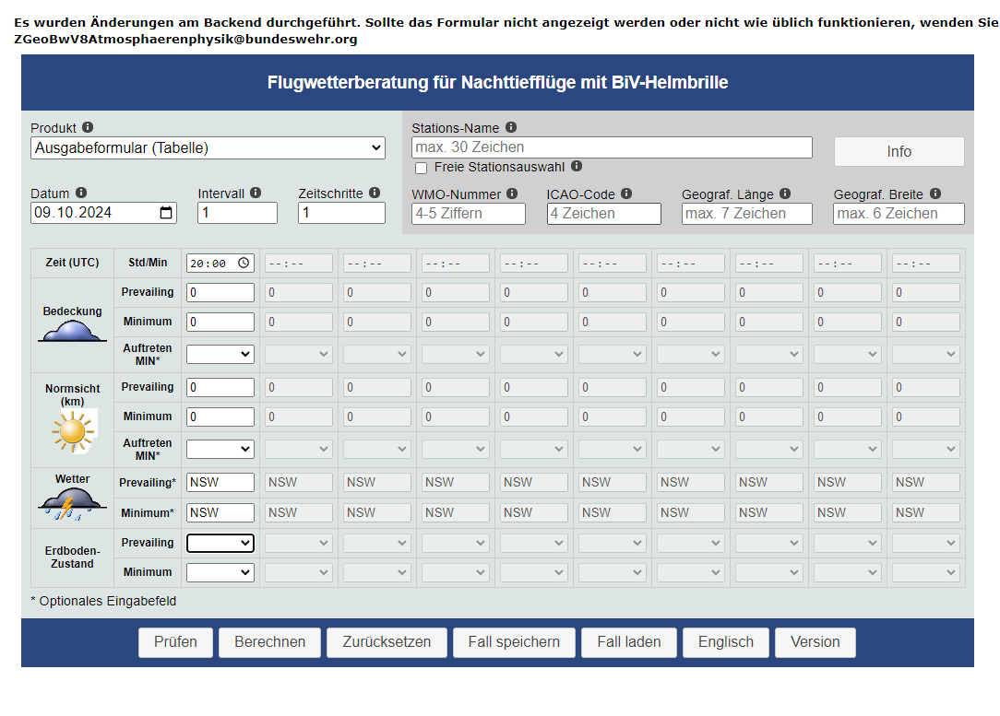 Es wurden Änderungen am Backend durchgeführt. Sollte das Formular nicht angezeigt werden oder nicht wie üblich funktionieren, wenden Sie
ZGeoBwV8Atmosphaerenphysik@bundeswehr.org
Flugwetterberatung für Nachttiefflüge mit BiV-Helmbrille
Produkt
Ausgabeformular (Tabelle)
Stations-Name
max. 30 Zeichen
Info
Freie Stationsauswahl
Datum Intervall Zeitschritte
09.10.2024 1 1
WMO-Nummer ICAO-Code Geograf. Länge Geograf. Breite
4-5 Ziffern 4 Zeichen max. 7 Zeichen max. 6 Zeichen
Zeit (UTC) Std/Min 20:00 --:-- --:-- --:-- --:-- --:-- --:-- --:-- --:-- --:--
Bedeckung
Prevailing 0 0 0 0 0 0 0 0 0 0
Minimum 0 0 0 0 0 0 0 0 0 0
Auftreten
MIN*
Normsicht
(km)
Prevailing 0 0 0 0 0 0 0 0 0 0
Minimum 0 0 0 0 0 0 0 0 0 0
Auftreten
MIN*
Wetter
Prevailing* NSW NSW NSW NSW NSW NSW NSW NSW NSW NSW
Minimum* NSW NSW NSW NSW NSW NSW NSW NSW NSW NSW
Erdboden-
Zustand
Prevailing
Minimum
* Optionales Eingabefeld
Prüfen Berechnen Zurücksetzen Fall speichern Fall laden Englisch Version